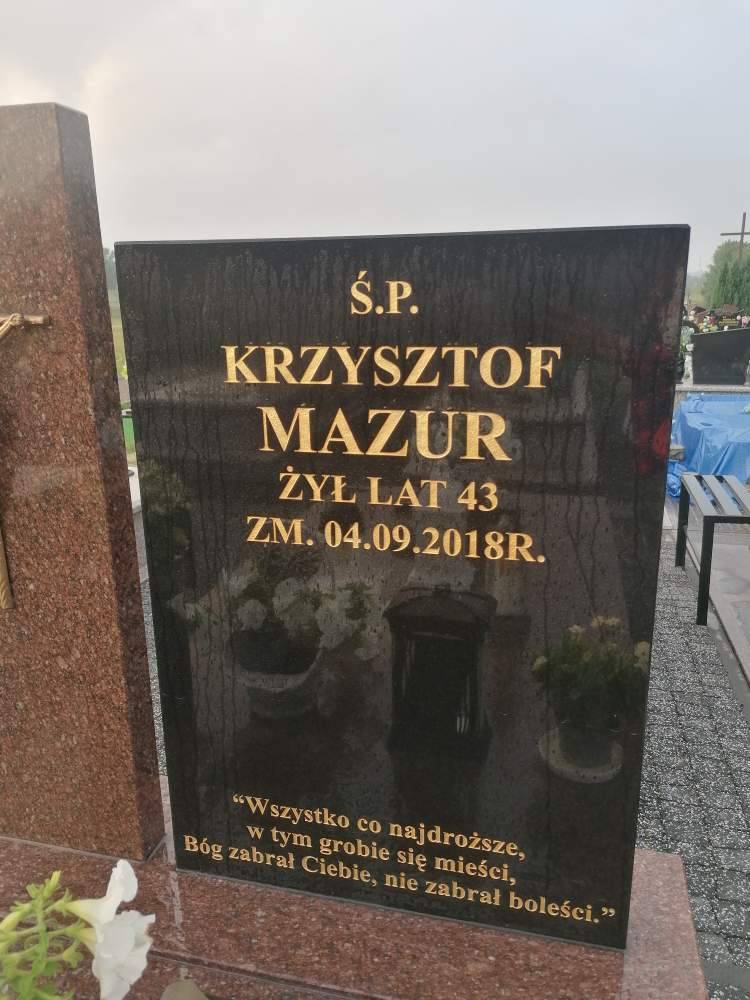 Ś.P.
KRZYSZTOF
MAZUR
ŻYŁ LAT 43
ZM. 04.09.2018R.
“Wszystko co najdroższe,
w tym grobie się mieści,
Bóg zabrał Ciebie, nie zabrał boleści.”